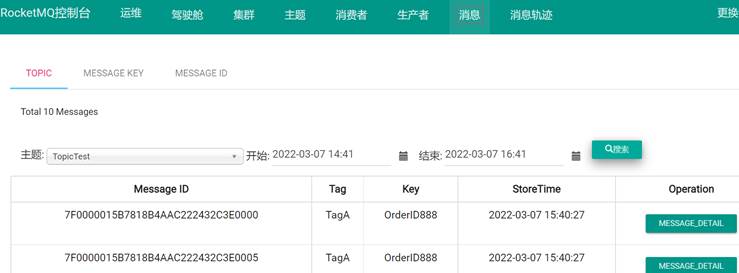 RocketMQ控制台 运维 驾驶舱 集群 主题 消费者 生产者 消息 消息轨迹 更换
TOPIC MESSAGE KEY MESSAGE ID
Total 10 Messages
主题: TopicTest 开始: 2022-03-07 14:41 结束: 2022-03-07 16:41 搜索
Message ID Tag Key StoreTime Operation
7F0000015B7818B4AAC222432C3E0000 TagA OrderID888 2022-03-07 15:40:27 MESSAGE_DETAIL
7F0000015B7818B4AAC222432C3E0005 TagA OrderID888 2022-03-07 15:40:27 MESSAGE_DETAIL